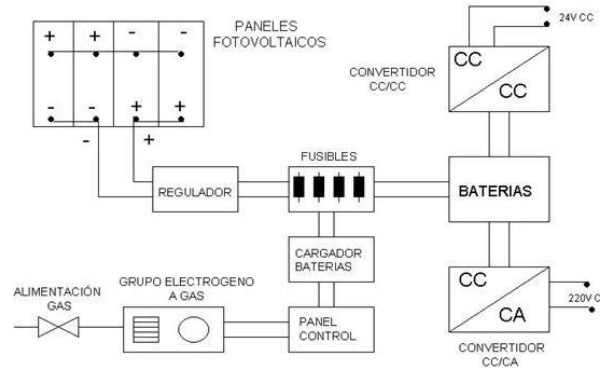 PANELES
FOTOVOLTAICOS
+ + - -
- - + +
- +
24V CC
CONVERTIDOR
CC/CC
CC
CC
FUSIBLES
REGULADOR
BATERIAS
CARGADOR
BATERIAS
ALIMENTACIÓN
GAS
GRUPO ELECTROGENO
A GAS
PANEL
CONTROL
CC
CA
220V C
CONVERTIDOR
CC/CA